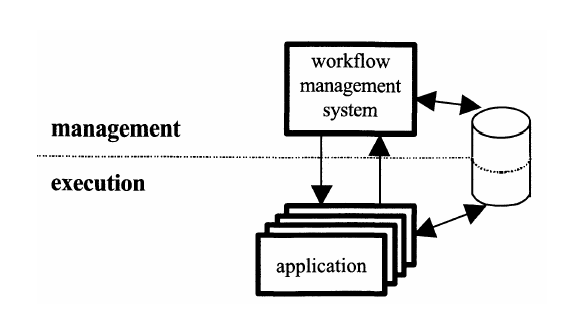 workflow
management
system
management
execution
application